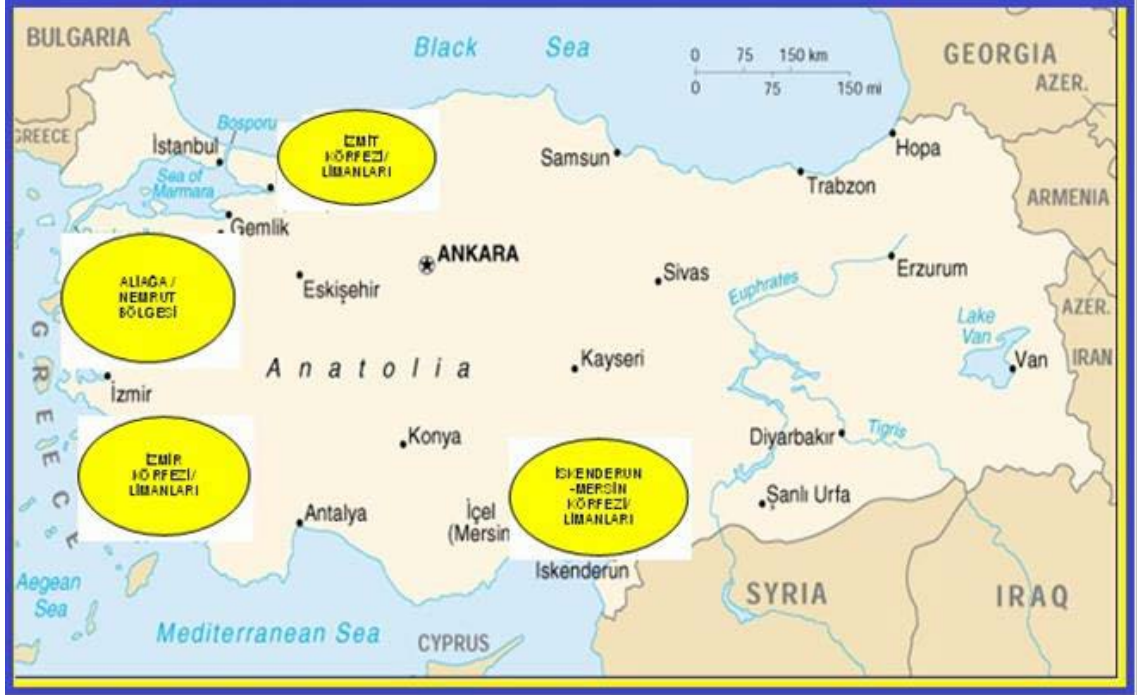 BULGARIA
Black Sea
0 75 150 km
0 75 150 mi
GEORGIA
AZER.
GREECE
Bosporu
İstanbul
İZMİT
KÖRFEZİ/
LİMANLARI
Samsun
Hopa
Sea of
Marmara
Trabzon
ARMENIA
Gemlik
ANKARA
ALİAĞA /
NEMRUT
BÖLGESİ
Eskişehir
Sivas
Euphrates
Erzurum
AZER.
Lake
Van
GREECE
Anatolia
Kayseri
Van
IRAN
İzmir
Konya
Diyarbakır
Tigris
İZMİR
KÖRFEZİ/
LİMANLARI
İSKENDERUN
-MERSİN
KÖRFEZİ/
LİMANLARI
Şanlı Urfa
Antalya
İçel
(Mersin
Iskenderun
Aegean
Sea
SYRIA
IRAQ
Mediterranean Sea
CYPRUS